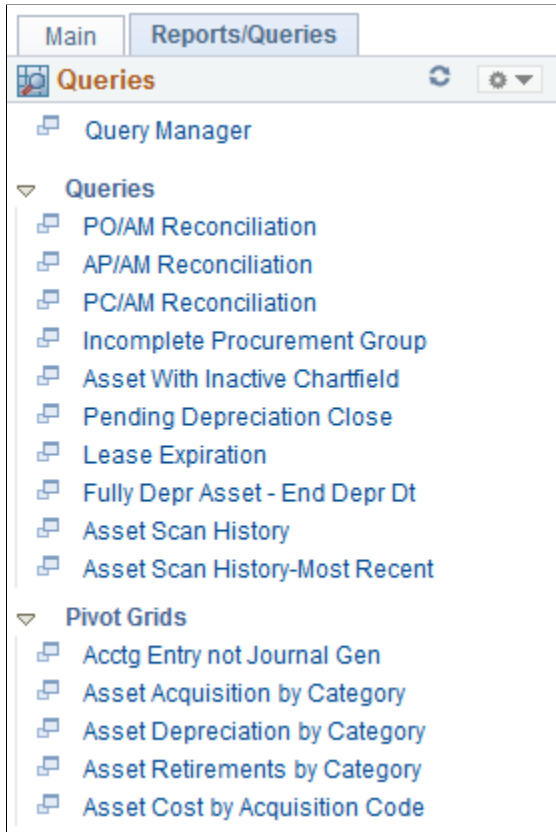 Main Reports/Queries
Queries
Query Manager
Queries
PO/AM Reconciliation
AP/AM Reconciliation
PC/AM Reconciliation
Incomplete Procurement Group
Asset With Inactive Chartfield
Pending Depreciation Close
Lease Expiration
Fully Depr Asset - End Depr Dt
Asset Scan History
Asset Scan History-Most Recent
Pivot Grids
Acctg Entry not Journal Gen
Asset Acquisition by Category
Asset Depreciation by Category
Asset Retirements by Category
Asset Cost by Acquisition Code